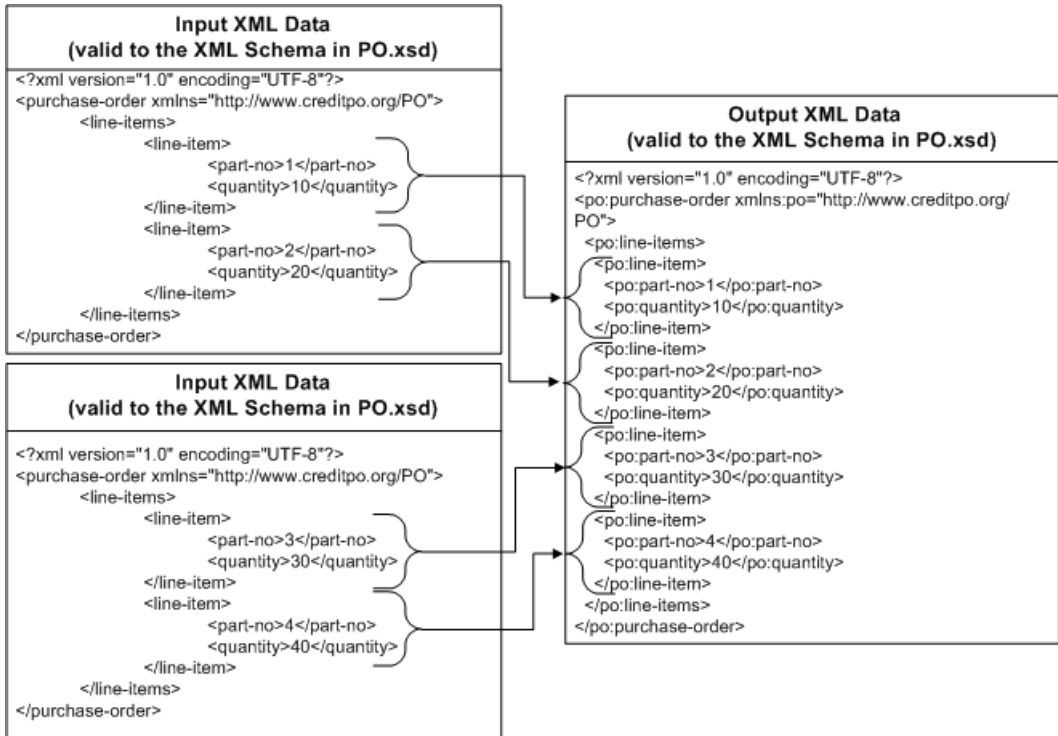 Input XML Data
(valid to the XML Schema in PO.xsd)
<?xml version="1.0" encoding="UTF-8"?>
<purchase-order xmlns="http://www.creditpo.org/PO">
<line-items>
<line-item>
<part-no>1</part-no>
<quantity>10</quantity>
</line-item>
<line-item>
<part-no>2</part-no>
<quantity>20</quantity>
</line-item>
</line-items>
</purchase-order>
Input XML Data
(valid to the XML Schema in PO.xsd)
<?xml version="1.0" encoding="UTF-8"?>
<purchase-order xmlns="http://www.creditpo.org/PO">
<line-items>
<line-item>
<part-no>3</part-no>
<quantity>30</quantity>
</line-item>
<line-item>
<part-no>4</part-no>
<quantity>40</quantity>
</line-item>
</line-items>
</purchase-order>
Output XML Data
(valid to the XML Schema in PO.xsd)
<?xml version="1.0" encoding="UTF-8"?>
<po:purchase-order xmlns:po="http://www.creditpo.org/
PO">
<po:line-items>
<po:line-item>
<po:part-no>1</po:part-no>
<po:quantity>10</po:quantity>
</po:line-item>
<po:line-item>
<po:part-no>2</po:part-no>
<po:quantity>20</po:quantity>
</po:line-item>
<po:line-item>
<po:part-no>3</po:part-no>
<po:quantity>30</po:quantity>
</po:line-item>
<po:line-item>
<po:part-no>4</po:part-no>
<po:quantity>40</po:quantity>
</po:line-item>
</po:line-items>
</po:purchase-order>